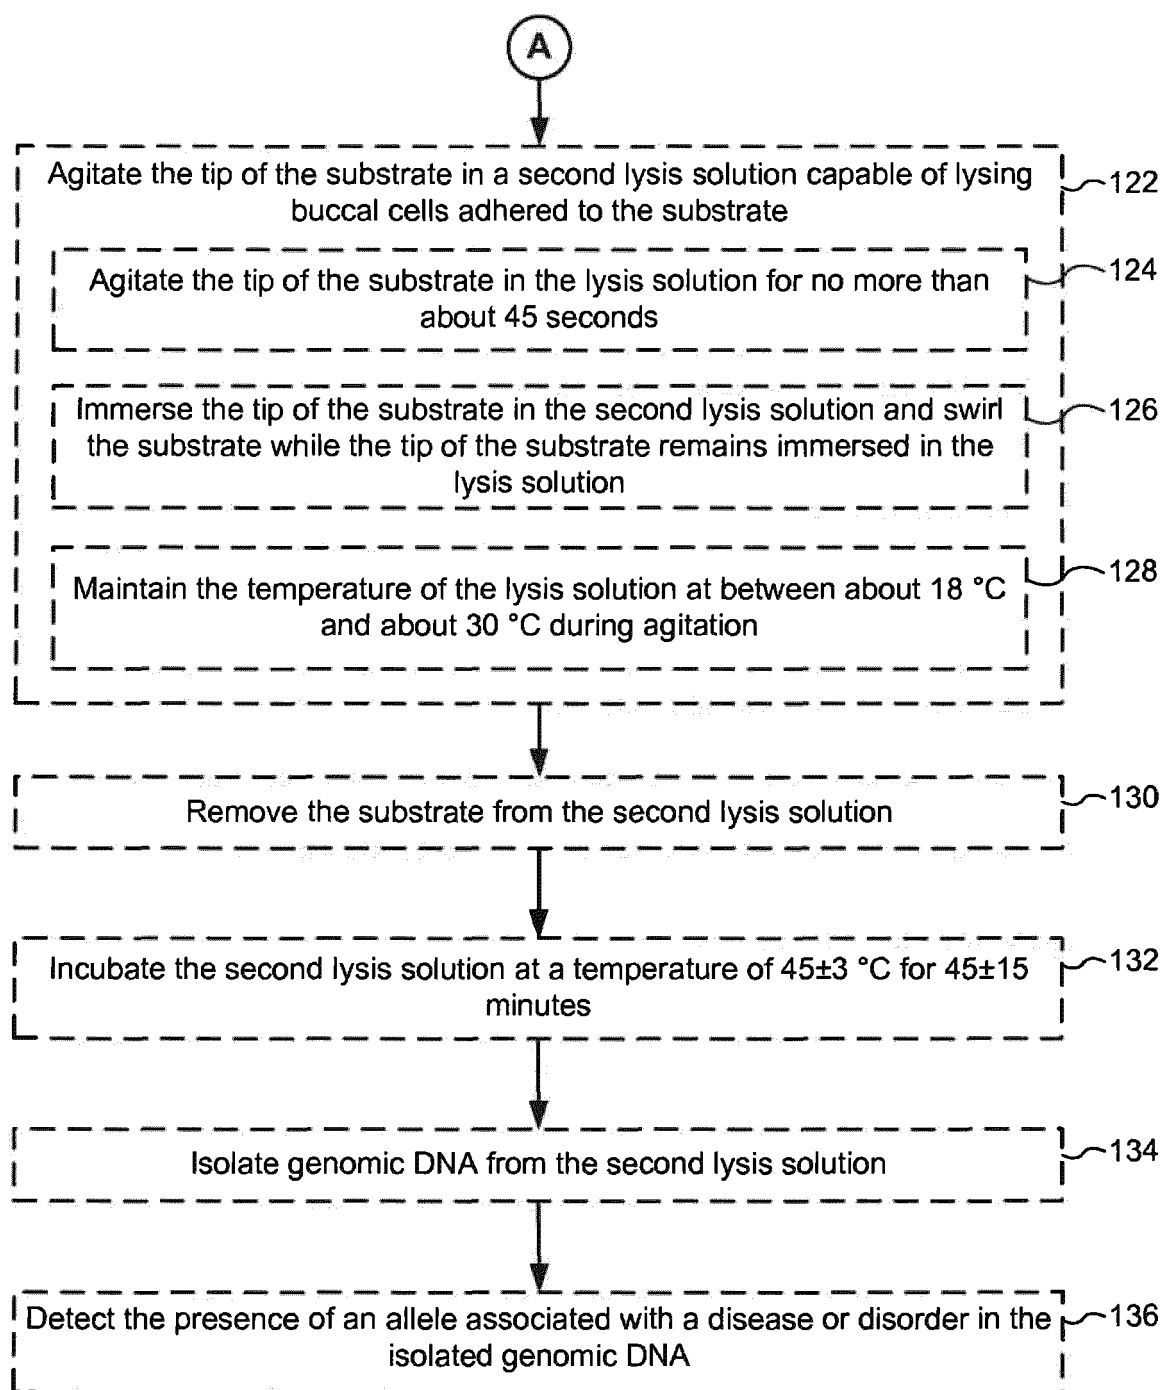 A
Agitate the tip of the substrate in a second lysis solution capable of lysing
buccal cells adhered to the substrate
122
Agitate the tip of the substrate in the lysis solution for no more than
about 45 seconds
124
Immerse the tip of the substrate in the second lysis solution and swirl
the substrate while the tip of the substrate remains immersed in the
lysis solution
126
Maintain the temperature of the lysis solution at between about 18 °C
and about 30 °C during agitation
128
Remove the substrate from the second lysis solution
130
Incubate the second lysis solution at a temperature of 45±3 °C for 45±15
minutes
132
Isolate genomic DNA from the second lysis solution
134
Detect the presence of an allele associated with a disease or disorder in the
isolated genomic DNA
136